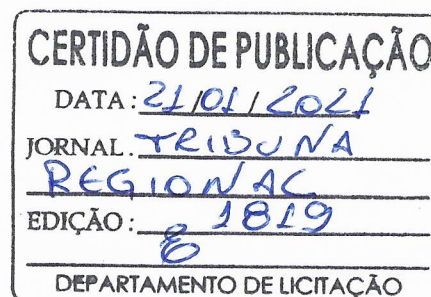 CERTIDÃO DE PUBLICAÇÃO
DATA: 21/01/2021
JORNAL: TRIBUNA
REGIONAL
EDIÇÃO: 1819
DEPARTAMENTO DE LICITAÇÃO